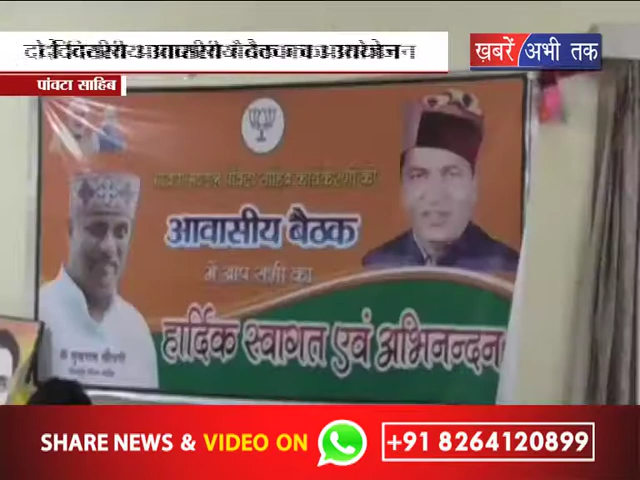 दो दिवसीय आवासीय बैठक का आयोजन
ख़बरें अभी तक
पांवटा साहिब
पांवटा साहिब
आवासीय बैठक
में आप सभी का
हार्दिक स्वागत एवं अभिनन्दन
SHARE NEWS & VIDEO ON
+91 8264120899